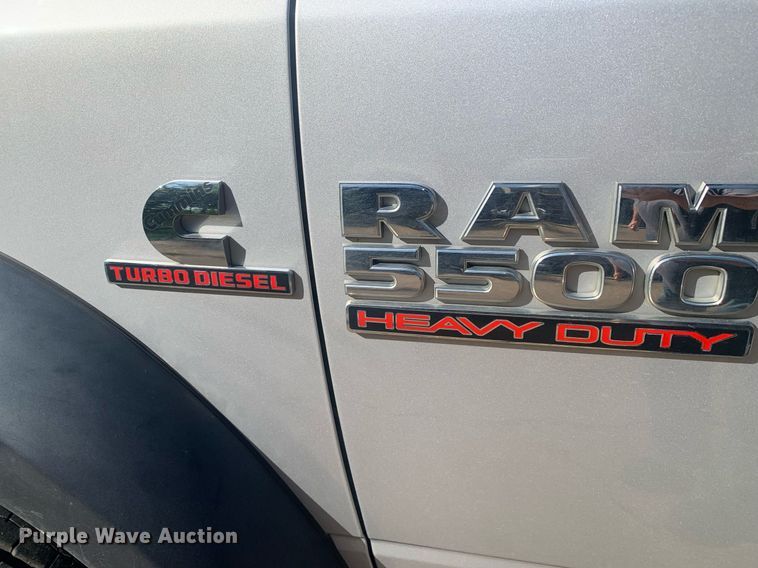 cummins
TURBO DIESEL
RAM
5500
HEAVY DUTY
Purple Wave Auction